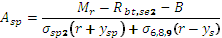 A_sp = (M_r − R_bt,se2 − B) / (σ_sp2(r + y_sp) + σ_6,8,9(r − y_s))